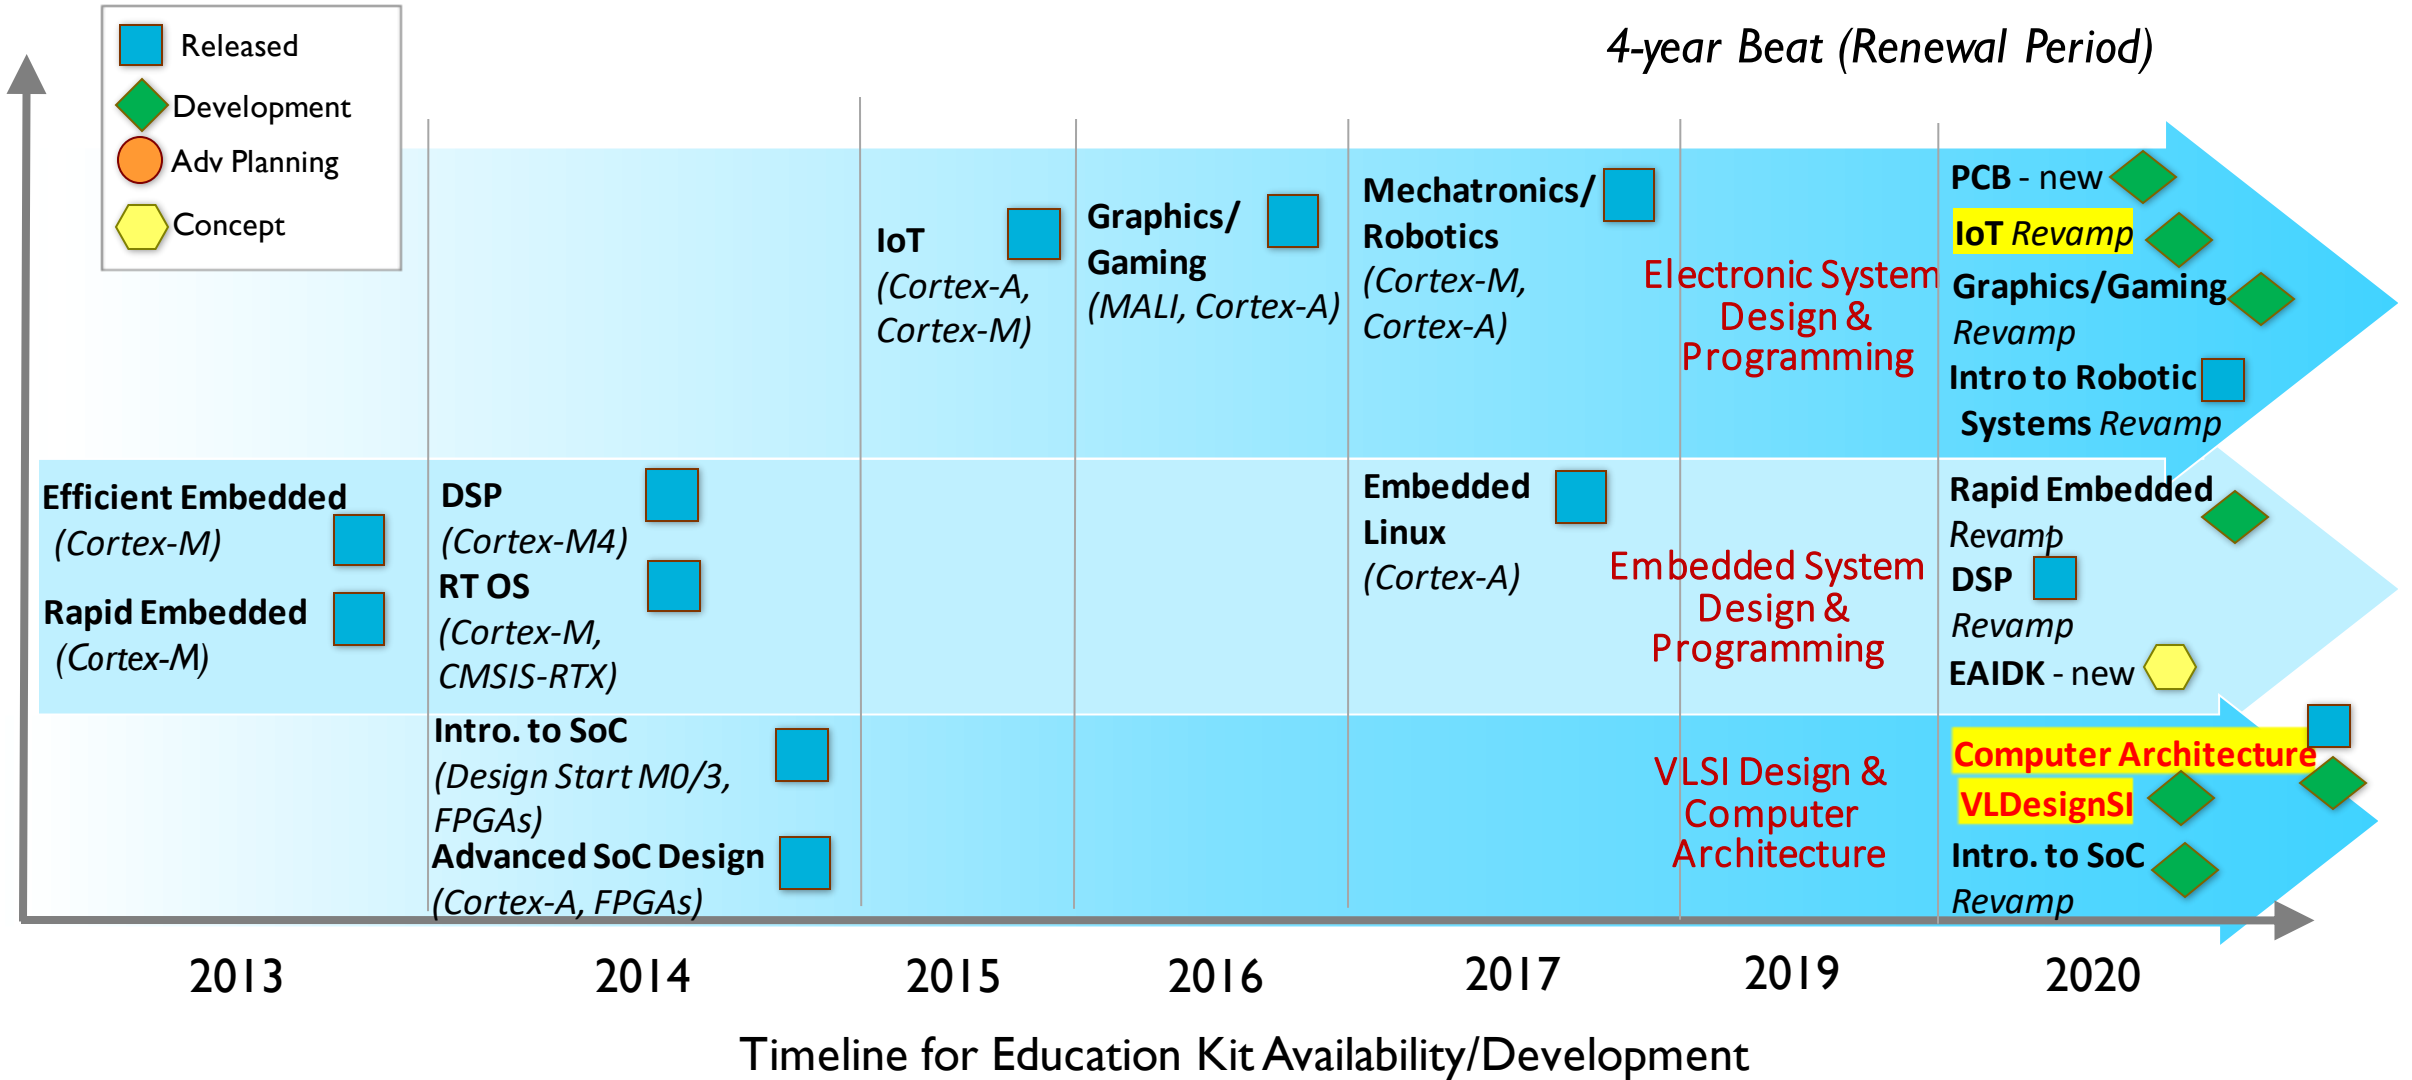 Released
Development
Adv Planning
Concept
4-year Beat (Renewal Period)
IoT
(Cortex-A,
Cortex-M)
Graphics/
Gaming
(MALI, Cortex-A)
Mechatronics/
Robotics
(Cortex-M,
Cortex-A)
Electronic System
Design &
Programming
PCB - new
IoT Revamp
Graphics/Gaming
Revamp
Intro to Robotic
Systems Revamp
Efficient Embedded
(Cortex-M)
Rapid Embedded
(Cortex-M)
DSP
(Cortex-M4)
RTOS
(Cortex-M,
CMSIS-RTX)
Embedded
Linux
(Cortex-A)
Embedded System
Design &
Programming
Rapid Embedded
Revamp
DSP
Revamp
EAIDK - new
Intro. to SoC
(Design Start M0/3,
FPGAs)
Advanced SoC Design
(Cortex-A, FPGAs)
VLSI Design &
Computer
Architecture
Computer Architecture
VLDesignSI
Intro. to SoC
Revamp
2013
2014
2015
2016
2017
2019
2020
Timeline for Education Kit Availability/Development